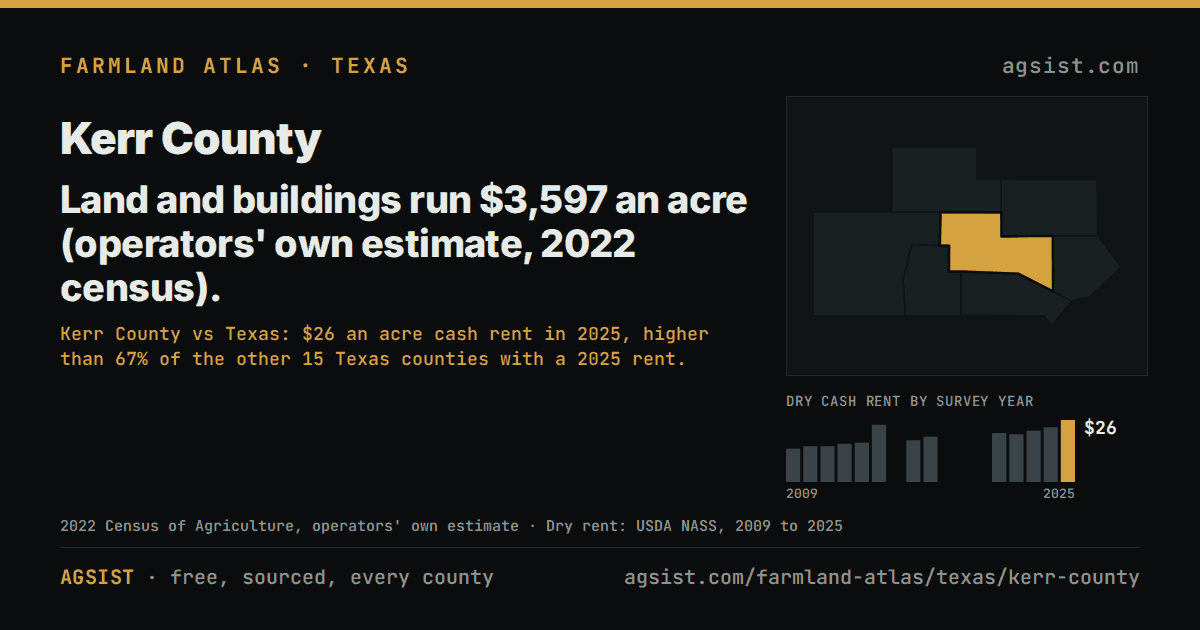 FARMLAND ATLAS · TEXAS
agsist.com
Kerr County
Land and buildings run $3,597 an acre
(operators' own estimate, 2022
census).
Kerr County vs Texas: $26 an acre cash rent in 2025, higher
than 67% of the other 15 Texas counties with a 2025 rent.
DRY CASH RENT BY SURVEY YEAR
$26
2009
2025
2022 Census of Agriculture, operators' own estimate · Dry rent: USDA NASS, 2009 to 2025
AGSIST · free, sourced, every county
agsist.com/farmland-atlas/texas/kerr-county